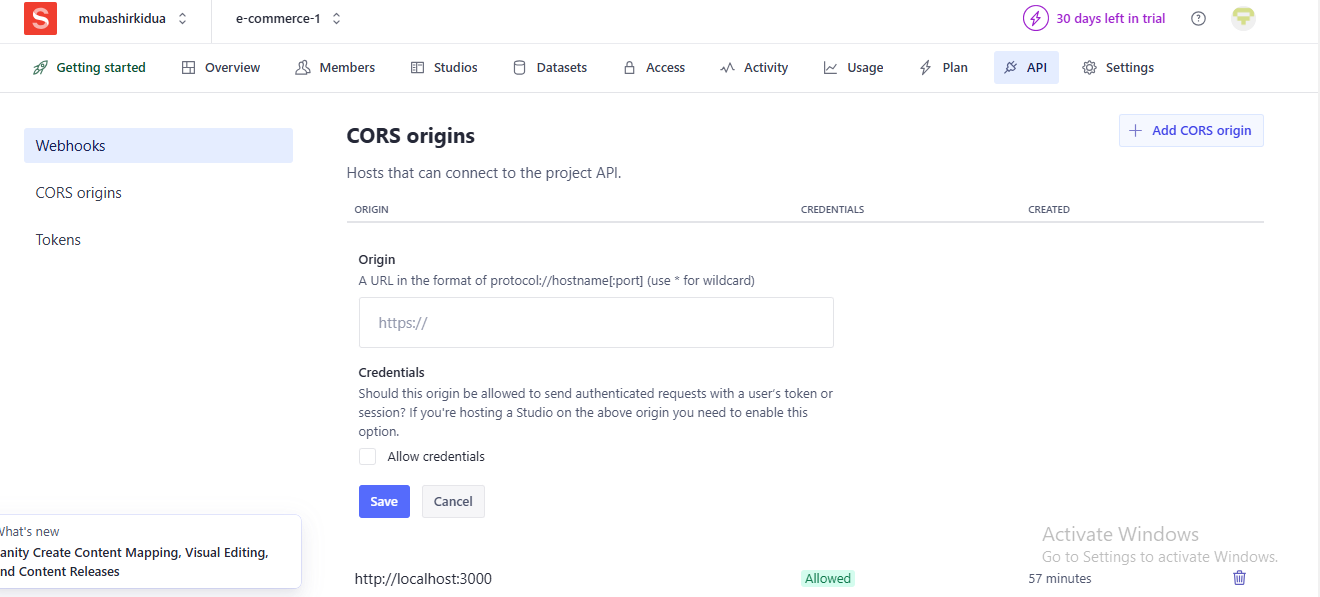 S mubashirkidua e-commerce-1 30 days left in trial
Getting started Overview Members Studios Datasets Access Activity Usage Plan API Settings
Webhooks
CORS origins
Tokens
CORS origins
+ Add CORS origin
Hosts that can connect to the project API.
ORIGIN CREDENTIALS CREATED
Origin
A URL in the format of protocol://hostname[:port] (use * for wildcard)
https://
Credentials
Should this origin be allowed to send authenticated requests with a user's token or
session? If you're hosting a Studio on the above origin you need to enable this
option.
Allow credentials
Save Cancel
What's new
anity Create Content Mapping, Visual Editing,
nd Content Releases
http://localhost:3000 Allowed 57 minutes
Activate Windows
Go to Settings to activate Windows.